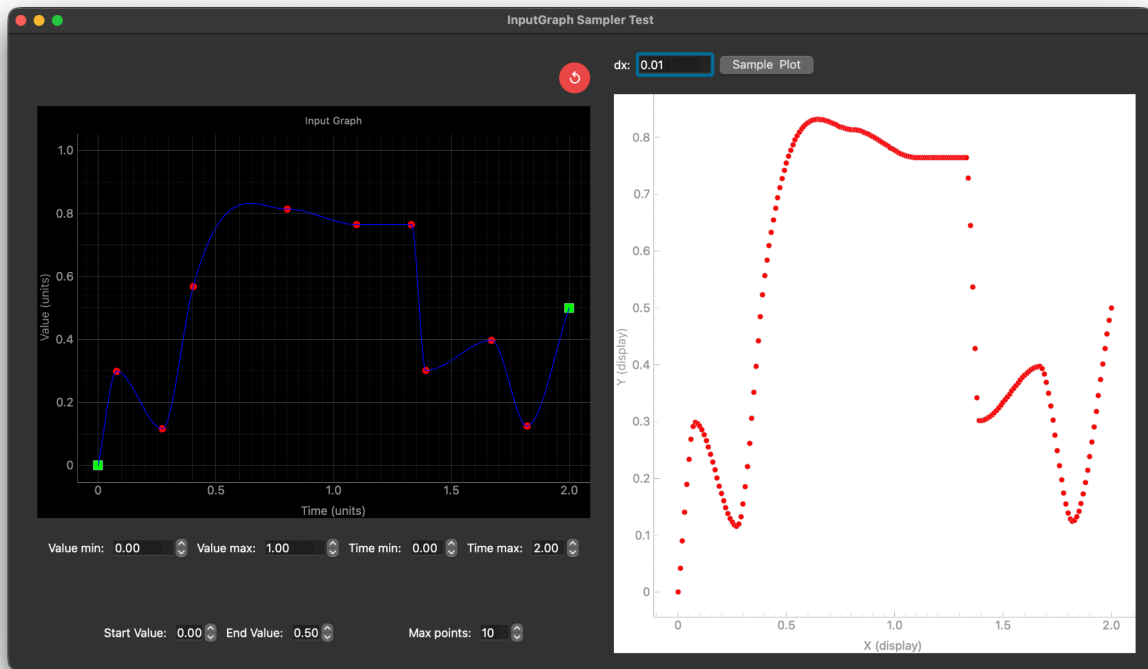 InputGraph Sampler Test
dx: 0.01 Sample Plot
Input Graph
1.0
0.8
0.6
0.4
0.2
0
Value (units)
0 0.5 1.0 1.5 2.0
Time (units)
Value min: 0.00 Value max: 1.00 Time min: 0.00 Time max: 2.00
Start Value: 0.00 End Value: 0.50 Max points: 10
0.8
0.7
0.6
0.5
0.4
0.3
0.2
0.1
0
Y (display)
0 0.5 1.0 1.5 2.0
X (display)